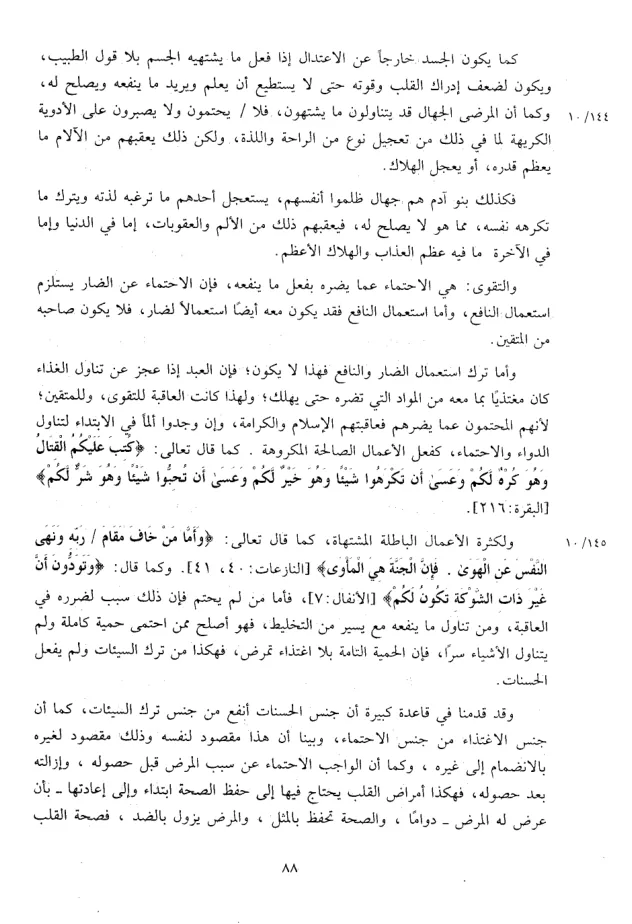 كما يكون الجسد خارجاً عن الاعتدال إذا فعل ما يشتهيه الجسم بلا قول الطبيب،
ويكون لضعف إدراك القلب وقوته حتى لا يستطيع أن يعلم ويريد ما ينفعه ويصلح له،
وكما أن المرضى الجهال قد يتناولون ما يشتهون، فلا / يحتمون ولا يصبرون على الأدوية
١٠/١٤٤
الكريهة لما في ذلك من تعجيل نوع من الراحة واللذة، ولكن ذلك يعقبهم من الآلام ما
يعظم قدره، أو يعجل الهلاك.
فكذلك بنو آدم هم جهال ظلموا أنفسهم، يستعجل أحدهم ما ترغبه لذته ويترك ما
تكرهه نفسه، مما هو لا يصلح له، فيعقبهم ذلك من الألم والعقوبات، إما في الدنيا وإما
في الآخرة ما فيه عظم العذاب والهلاك الأعظم.
والتقوى: هي الاحتماء عما يضره بفعل ما ينفعه، فإن الاحتماء عن الضار يستلزم
استعمال النافع، وأما استعمال النافع فقد يكون معه أيضًا استعمالاً لضار، فلا يكون صاحبه
من المتقين.
وأما ترك استعمال الضار والنافع فهذا لا يكون؛ فإن العبد إذا عجز عن تناول الغذاء
كان مغتذيًا بما معه من المواد التي تضره حتى يهلك؛ ولهذا كانت العاقبة للتقوى، وللمتقين؛
لأنهم المحتمون عما يضرهم فعاقبتهم الإسلام والكرامة، وإن وجدوا ألماً في الابتداء لتناول
الدواء والاحتماء، كفعل الأعمال الصالحة المكروهة . كما قال تعالى: ﴿كُتِبَ عَلَيْكُمُ الْقِتَالُ
وَهُوَ كُرْهٌ لَّكُمْ وَعَسَىٰ أَن تَكْرَهُوا شَيْئًا وَهُوَ خَيْرٌ لَّكُمْ وَعَسَىٰ أَن تُحِبُّوا شَيْئًا وَهُوَ شَرٌّ لَّكُمْ﴾
[البقرة:٢١٦].
ولكثرة الأعمال الباطلة المشتهاة، كما قال تعالى: ﴿وَأَمَّا مَنْ خَافَ مَقَامَ / رَبِّهِ وَنَهَى
١٠/١٤٥
النَّفْسَ عَنِ الْهَوَىٰ . فَإِنَّ الْجَنَّةَ هِيَ الْمَأْوَىٰ﴾ [النازعات:٤٠، ٤١]. وكما قال: ﴿وَتَوَدُّونَ أَنَّ
غَيْرَ ذَاتِ الشَّوْكَةِ تَكُونُ لَكُمْ﴾ [الأنفال:٧]، فأما من لم يحتم فإن ذلك سبب لضرره في
العاقبة، ومن تناول ما ينفعه مع يسير من التخليط، فهو أصلح ممن احتمى حمية كاملة ولم
يتناول الأشياء سرًا، فإن الحمية التامة بلا اغتذاء تمرض، فهكذا من ترك السيئات ولم يفعل
الحسنات.
وقد قدمنا في قاعدة كبيرة أن جنس الحسنات أنفع من جنس ترك السيئات، كما أن
جنس الاغتذاء من جنس الاحتماء، وبينا أن هذا مقصود لنفسه وذلك مقصود لغيره
بالانضمام إلى غيره ، وكما أن الواجب الاحتماء عن سبب المرض قبل حصوله ، وإزالته
بعد حصوله، فهكذا أمراض القلب يحتاج فيها إلى حفظ الصحة ابتداء وإلى إعادتها ـ بأن
عرض له المرض ـ دوامًا ، والصحة تحفظ بالمثل ، والمرض يزول بالضد ، فصحة القلب
٨٨